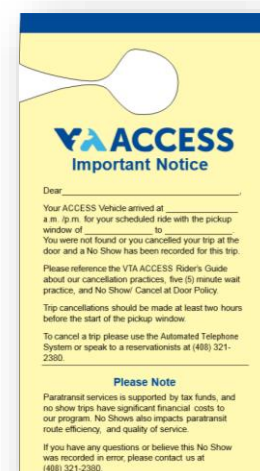 VTA ACCESS
Important Notice
Dear____________________,
Your ACCESS Vehicle arrived at ________
a.m. /p.m. for your scheduled ride with the pickup
window of __________ to __________.
You were not found or you cancelled your trip at the
door and a No Show has been recorded for this trip.
Please reference the VTA ACCESS Rider's Guide
about our cancellation practices, five (5) minute wait
practice, and No Show/ Cancel at Door Policy.
Trip cancellations should be made at least two hours
before the start of the pickup window.
To cancel a trip please use the Automated Telephone
System or speak to a reservationists at (408) 321-
2380.
Please Note
Paratransit services is supported by tax funds, and
no show trips have significant financial costs to
our program. No Shows also impacts paratransit
route efficiency, and quality of service.
If you have any questions or believe this No Show
was recorded in error, please contact us at
(408) 321-2380.